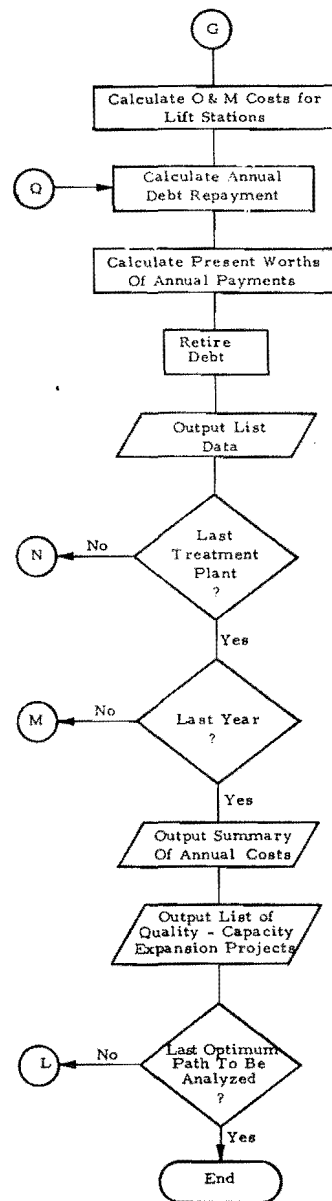 G
Calculate O & M Costs for
Lift Stations
Q
Calculate Annual
Debt Repayment
Calculate Present Worths
Of Annual Payments
Retire
Debt
Output List
Data
Last
Treatment
Plant
?
No
N
Yes
Last Year
?
No
M
Yes
Output Summary
Of Annual Costs
Output List of
Quality - Capacity
Expansion Projects
Last Optimum
Path To Be
Analyzed
?
No
L
Yes
End